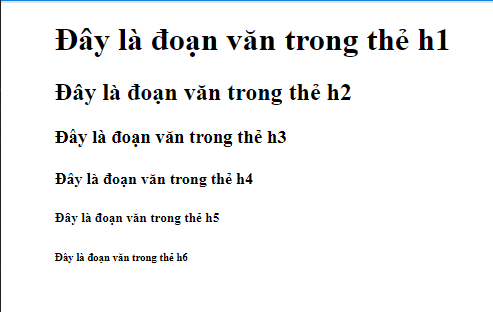 Đây là đoạn văn trong thẻ h1
Đây là đoạn văn trong thẻ h2
Đây là đoạn văn trong thẻ h3
Đây là đoạn văn trong thẻ h4
Đây là đoạn văn trong thẻ h5
Đây là đoạn văn trong thẻ h6